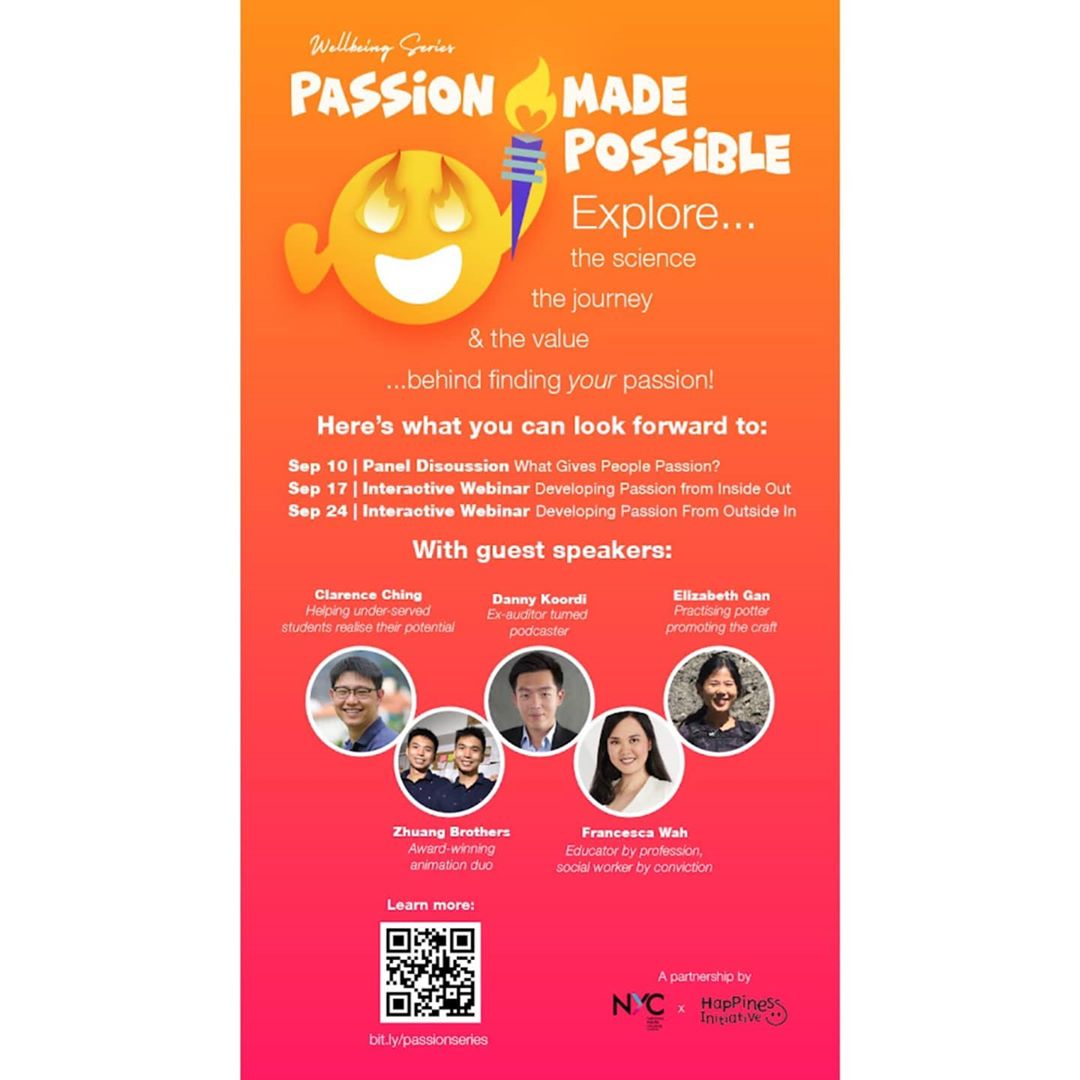 Wellbeing Series
PASSiON MADE
POSSiBLE
Explore...
the science
the journey
& the value
...behind finding your passion!
Here's what you can look forward to:
Sep 10 | Panel Discussion What Gives People Passion?
Sep 17 | Interactive Webinar Developing Passion from Inside Out
Sep 24 | Interactive Webinar Developing Passion From Outside In
With guest speakers:
Clarence Ching
Helping under-served
students realise their potential
Danny Koordi
Ex-auditor turned
podcaster
Elizabeth Gan
Practising potter
promoting the craft
Zhuang Brothers
Award-winning
animation duo
Francesca Wah
Educator by profession,
social worker by conviction
Learn more:
bit.ly/passionseries
A partnership by
NYC x HapPiness
InitiatiVe